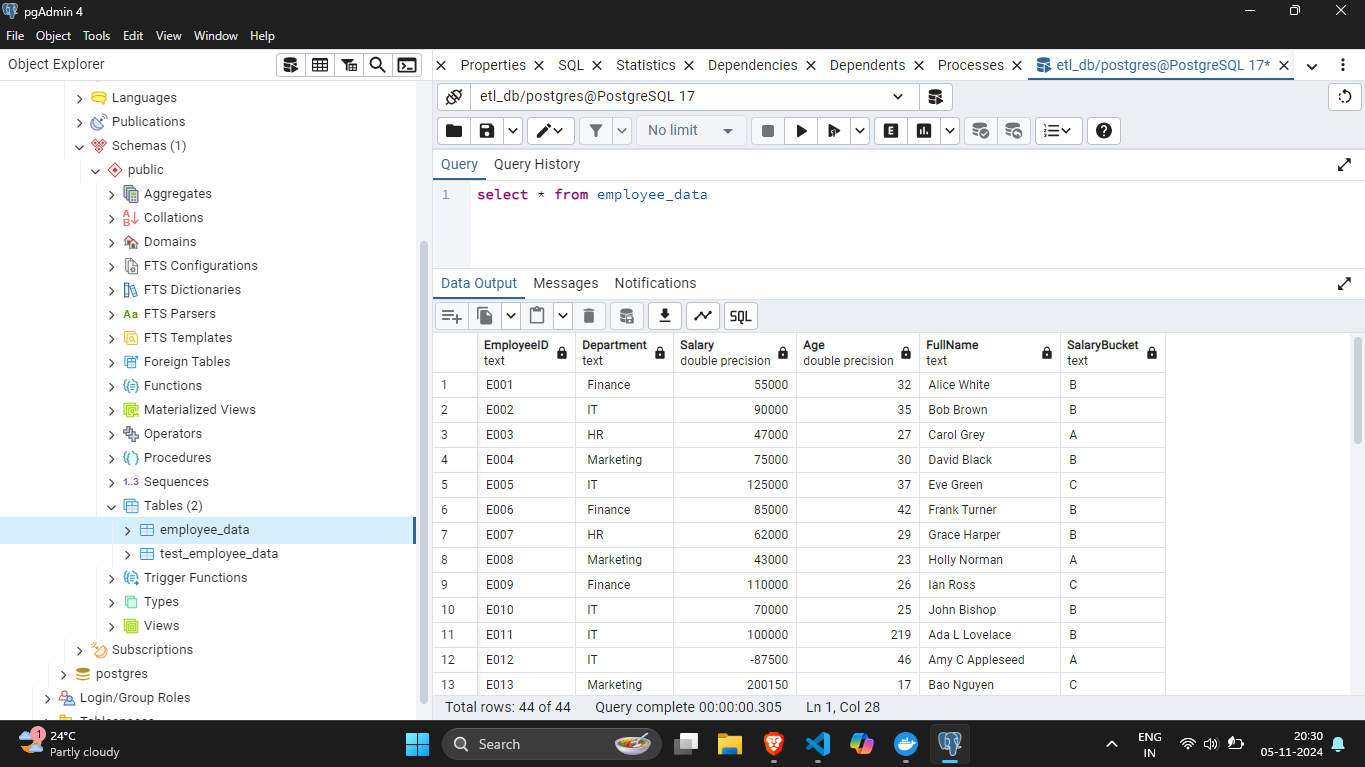 pgAdmin 4
File Object Tools Edit View Window Help
Object Explorer
Languages
Publications
Schemas (1)
public
Aggregates
Collations
Domains
FTS Configurations
FTS Dictionaries
Aa FTS Parsers
FTS Templates
Foreign Tables
Functions
Materialized Views
Operators
Procedures
1..3 Sequences
Tables (2)
employee_data
test_employee_data
Trigger Functions
Types
Views
Subscriptions
postgres
Login/Group Roles
Tablespaces
Properties SQL Statistics Dependencies Dependents Processes etl_db/postgres@PostgreSQL 17*
etl_db/postgres@PostgreSQL 17
No limit E
Query Query History
1 select * from employee_data
Data Output Messages Notifications
SQL
EmployeeID Department Salary Age FullName SalaryBucket
text text double precision double precision text text
1 E001 Finance 55000 32 Alice White B
2 E002 IT 90000 35 Bob Brown B
3 E003 HR 47000 27 Carol Grey A
4 E004 Marketing 75000 30 David Black B
5 E005 IT 125000 37 Eve Green C
6 E006 Finance 85000 42 Frank Turner B
7 E007 HR 62000 29 Grace Harper B
8 E008 Marketing 43000 23 Holly Norman A
9 E009 Finance 110000 26 Ian Ross C
10 E010 IT 70000 25 John Bishop B
11 E011 IT 100000 219 Ada L Lovelace B
12 E012 IT -87500 46 Amy C Appleseed A
13 E013 Marketing 200150 17 Bao Nguyen C
Total rows: 44 of 44 Query complete 00:00:00.305 Ln 1, Col 28
1
24°C
Partly cloudy
Search
ENG
IN
20:30
05-11-2024